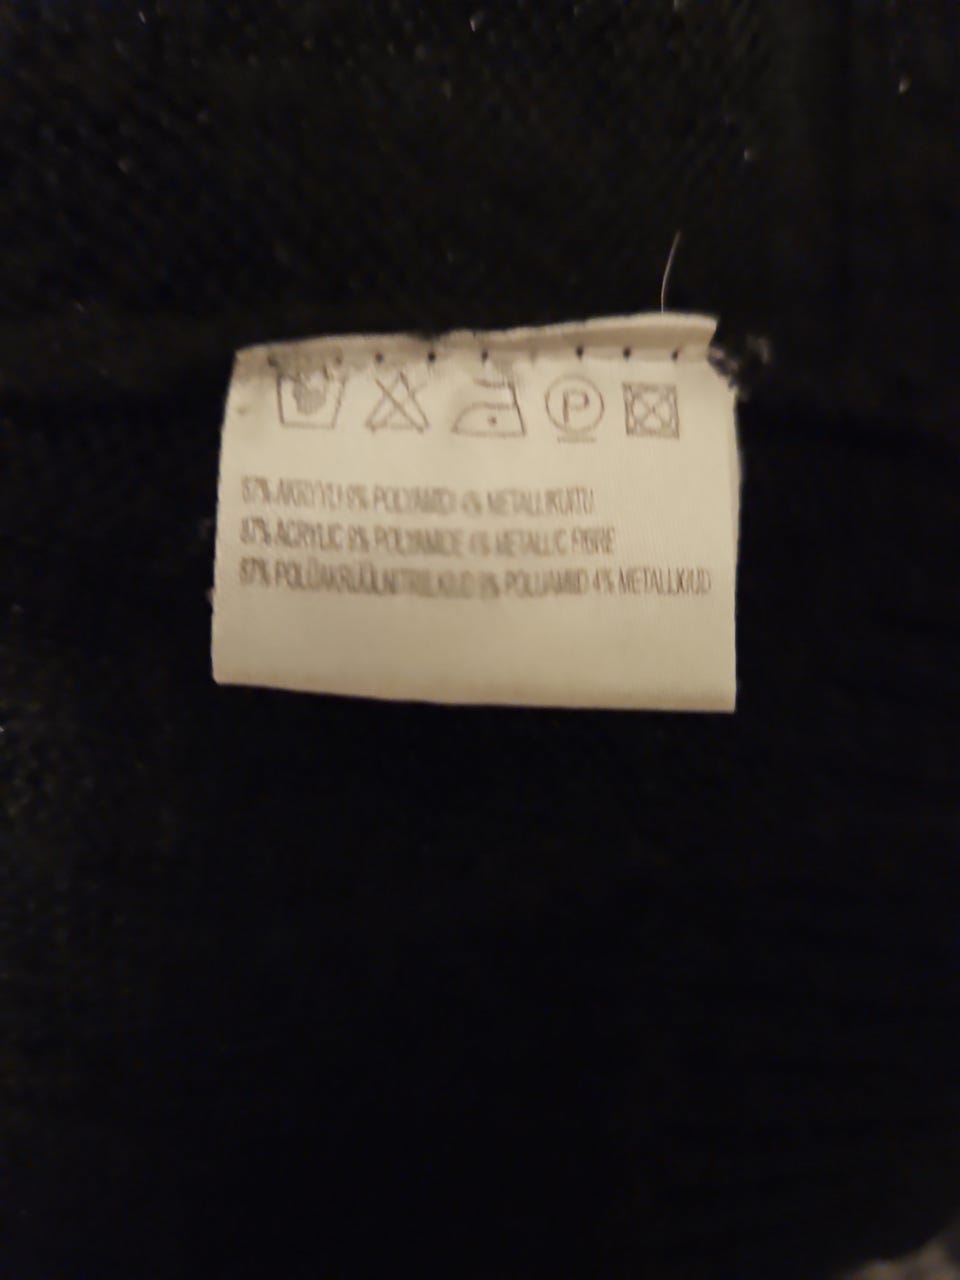 P
87% AKRYYLI 9% POLYAMIDI 4% METALLIKUITU
87% ACRYLIC 9% POLYAMIDE 4% METALLIC FIBRE
87% POLÜAKRÜÜLNITRIILKIUD 9% POLÜAMIID 4% METALLKIUD